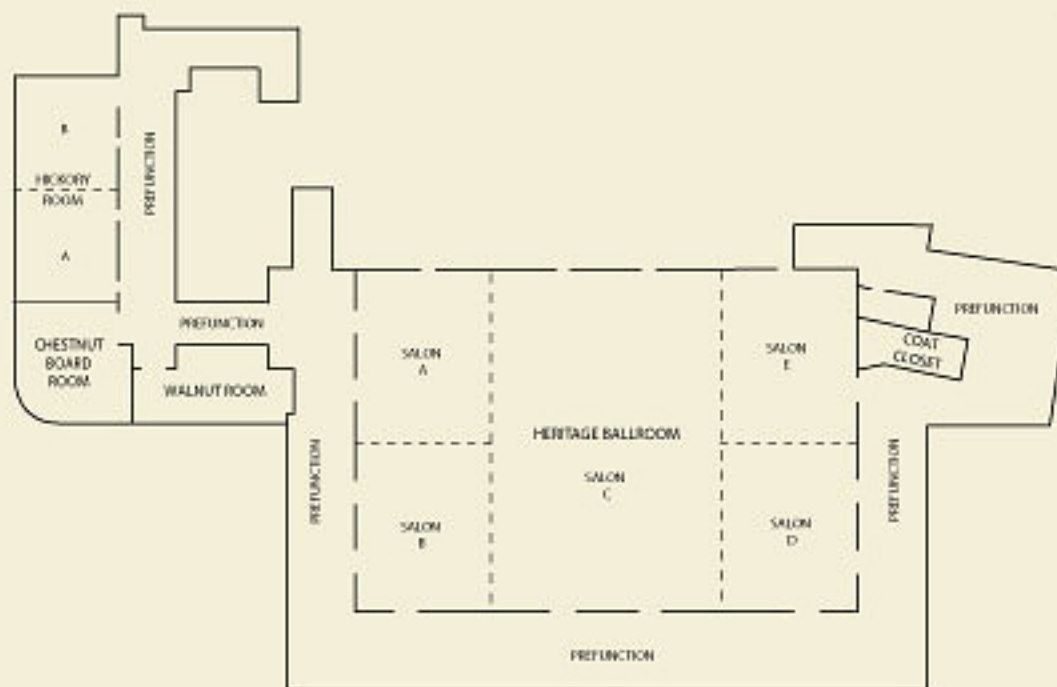 B
HICKORY
ROOM
A
PREFUNCTION
CHESTNUT
BOARD
ROOM
PREFUNCTION
WALNUT ROOM
PREFUNCTION
SALON
A
SALON
B
HERITAGE BALLROOM
SALON
C
SALON
E
SALON
D
PREFUNCTION
COAT
CLOSET
PREFUNCTION
PREFUNCTION